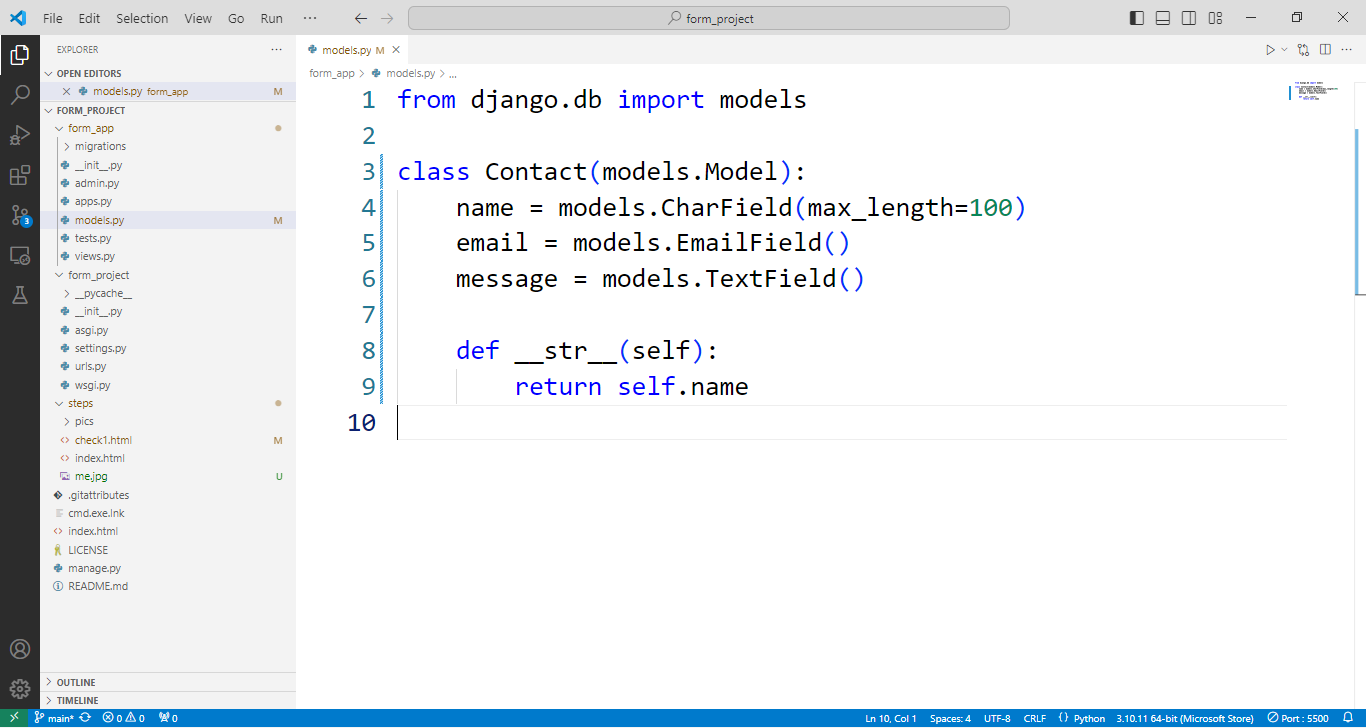 File Edit Selection View Go Run ··· form_project
EXPLORER ···
OPEN EDITORS
models.py form_app M
FORM_PROJECT
form_app
migrations
__init__.py
admin.py
apps.py
models.py M
tests.py
views.py
form_project
__pycache__
__init__.py
asgi.py
settings.py
urls.py
wsgi.py
steps
pics
check1.html M
index.html
me.jpg U
.gitattributes
cmd.exe.lnk
index.html
LICENSE
manage.py
README.md
OUTLINE
TIMELINE
3
models.py M
form_app > models.py > ...
1 from django.db import models
2
3 class Contact(models.Model):
4 name = models.CharField(max_length=100)
5 email = models.EmailField()
6 message = models.TextField()
7
8 def __str__(self):
9 return self.name
10
main* 0 0 0 Ln 10, Col 1 Spaces: 4 UTF-8 CRLF Python 3.10.11 64-bit (Microsoft Store) Port : 5500